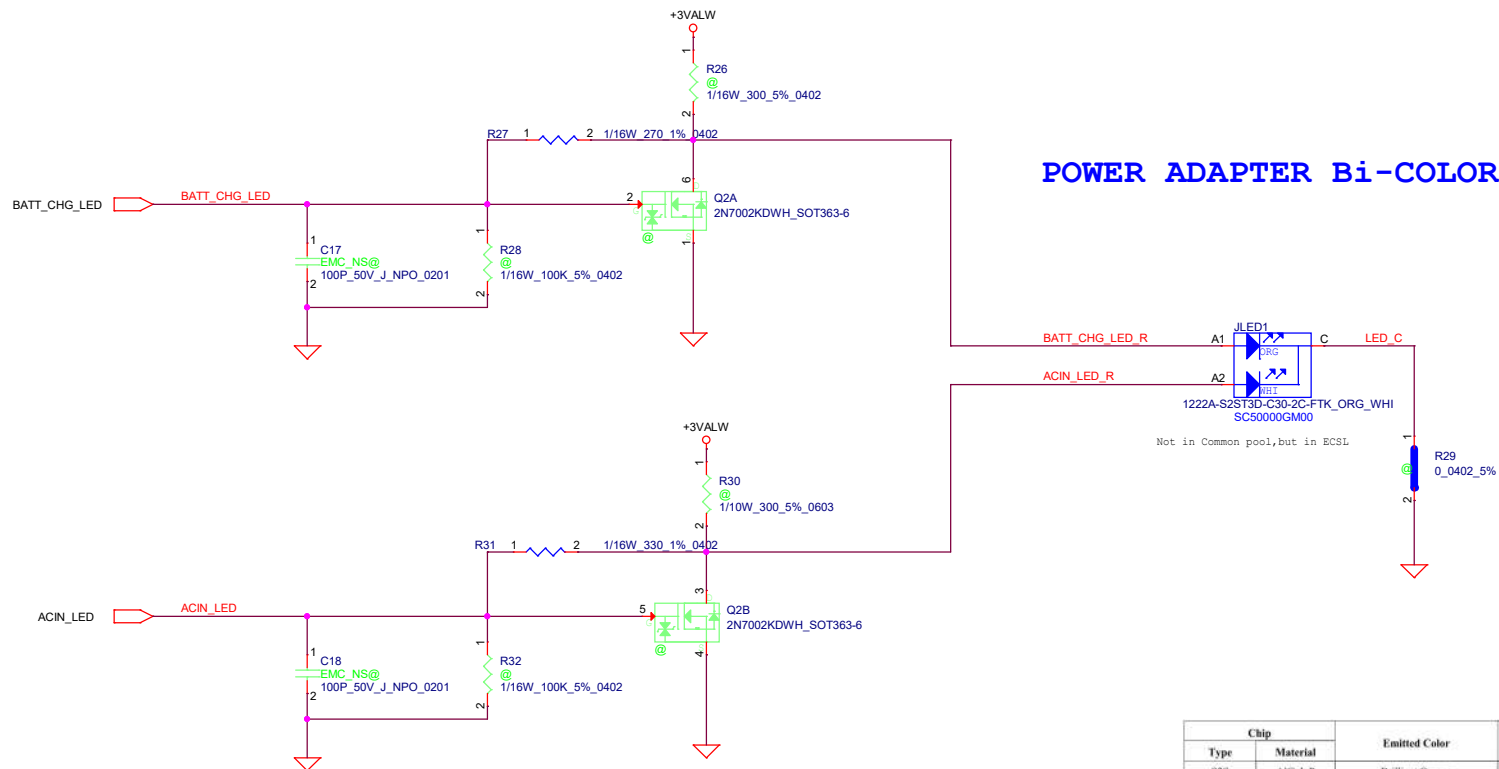 +3VALW
1
R26
@
1/16W_300_5%_0402
2
R27 1 2 1/16W_270_1%_0402
POWER ADAPTER Bi-COLOR
6
BATT_CHG_LED
BATT_CHG_LED
2
Q2A
2N7002KDWH_SOT363-6
@
1
1
C17
EMC_NS@
100P_50V_J_NPO_0201
2
1
R28
@
1/16W_100K_5%_0402
2
JLED1
BATT_CHG_LED_R
A1
ORG
C
LED_C
ACIN_LED_R
A2
WHI
1222A-S2ST3D-C30-2C-FTK_ORG_WHI
SC50000GM00
Not in Common pool,but in ECSL
1
R29
@
0_0402_5%
2
+3VALW
1
R30
@
1/10W_300_5%_0603
2
R31 1 2 1/16W_330_1%_0402
3
ACIN_LED
ACIN_LED
5
Q2B
2N7002KDWH_SOT363-6
@
4
1
C18
EMC_NS@
100P_50V_J_NPO_0201
2
1
R32
@
1/16W_100K_5%_0402
2
Chip
Emitted Color
Type
Material